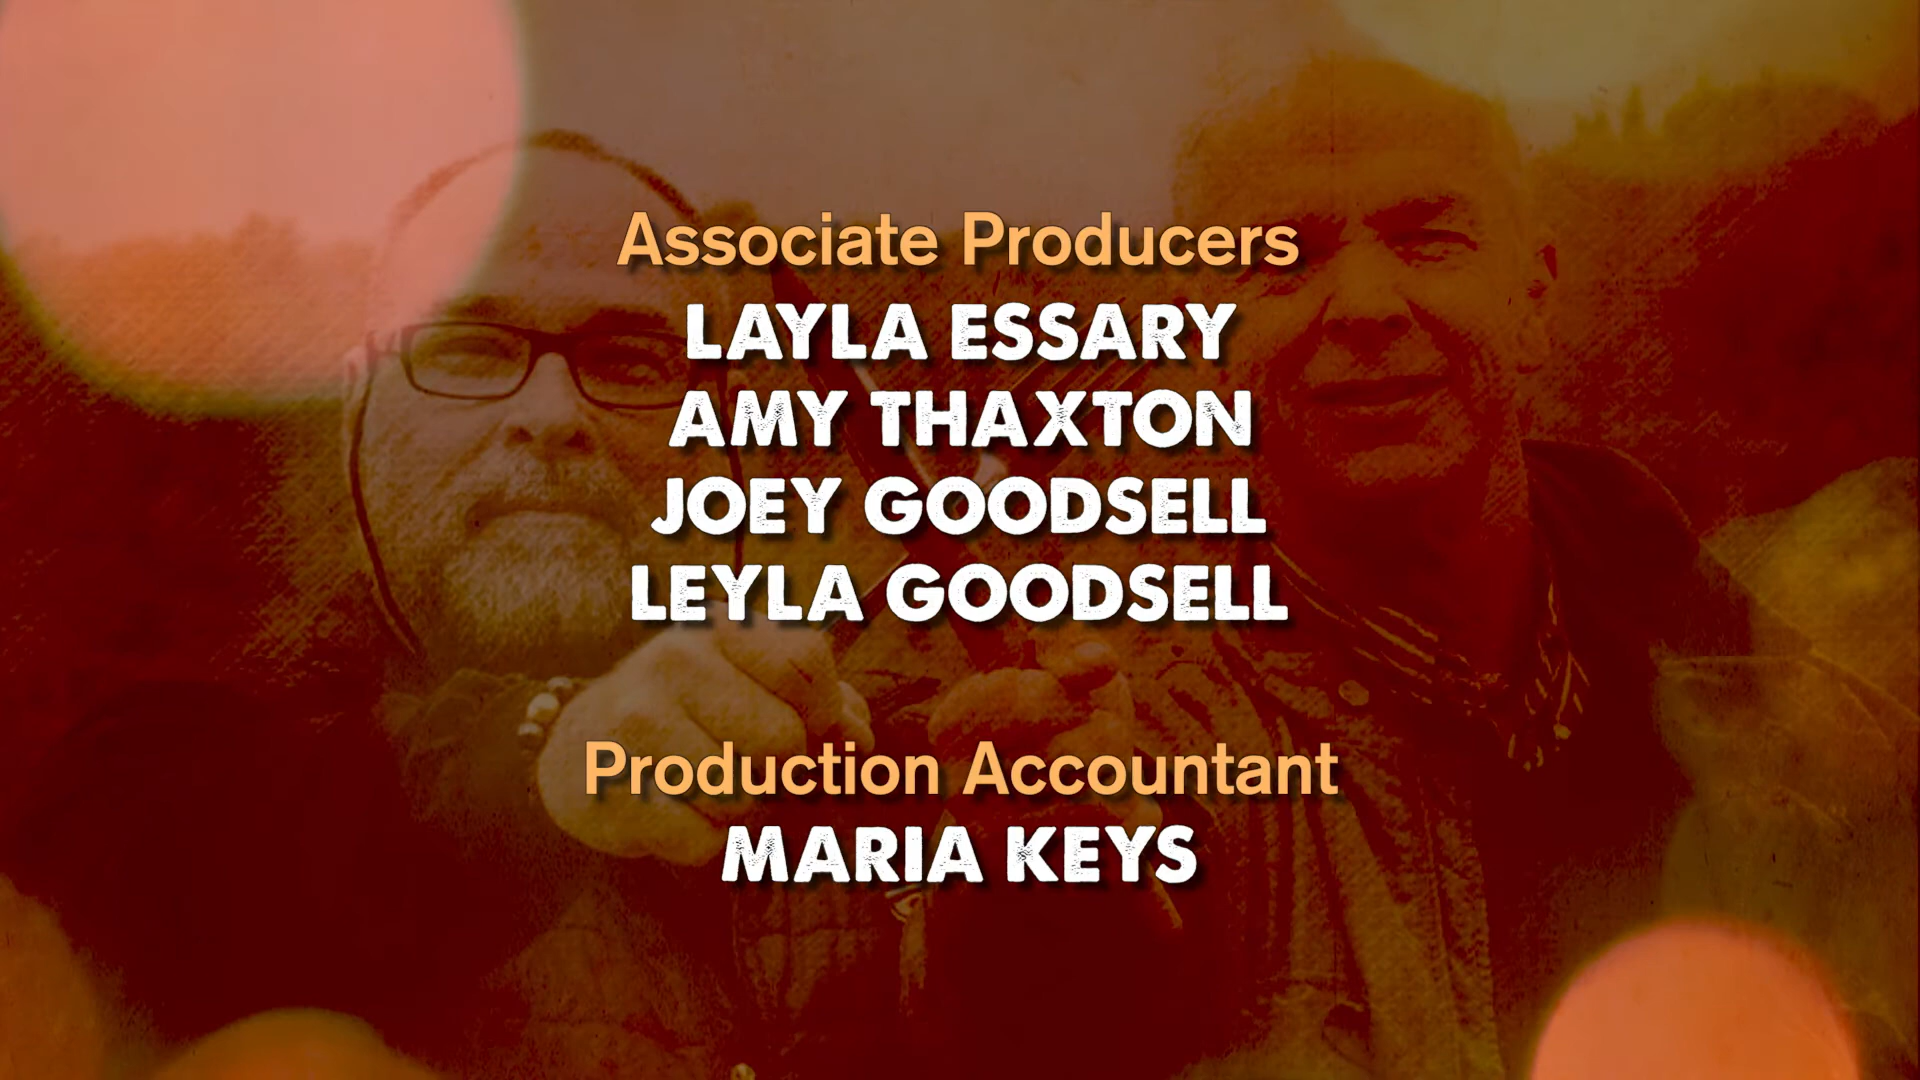 Associate Producers
LAYLA ESSARY
AMY THAXTON
JOEY GOODSELL
LEYLA GOODSELL
Production Accountant
MARIA KEYS